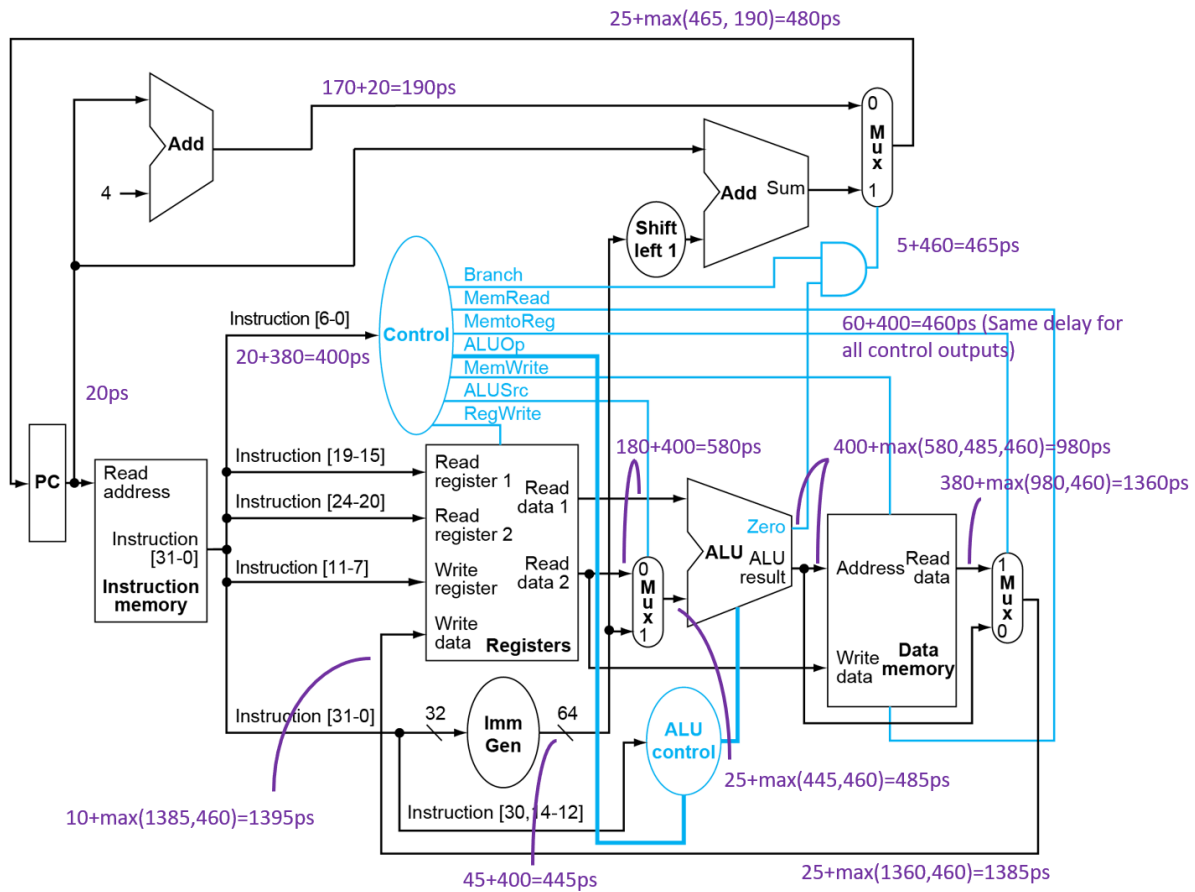 25+max(465, 190)=480ps
170+20=190ps
0
Mux
1
Add
4
Add
Sum
Shift
left 1
5+460=465ps
Branch
MemRead
MemtoReg
ALUOp
MemWrite
ALUSrc
RegWrite
Control
Instruction [6-0]
20+380=400ps
60+400=460ps (Same delay for
all control outputs)
20ps
PC
Read
address
Instruction
[31-0]
Instruction
memory
Instruction [19-15]
Instruction [24-20]
Instruction [11-7]
Read
register 1
Read
register 2
Write
register
Write
data
Read
data 1
Read
data 2
Registers
180+400=580ps
0
Mux
1
400+max(580,485,460)=980ps
380+max(980,460)=1360ps
Zero
ALU
ALU
result
Address
Read
data
Write
data
Data
memory
1
Mux
0
Instruction [31-0]
32
Imm
Gen
64
ALU
control
25+max(445,460)=485ps
10+max(1385,460)=1395ps
Instruction [30,14-12]
45+400=445ps
25+max(1360,460)=1385ps